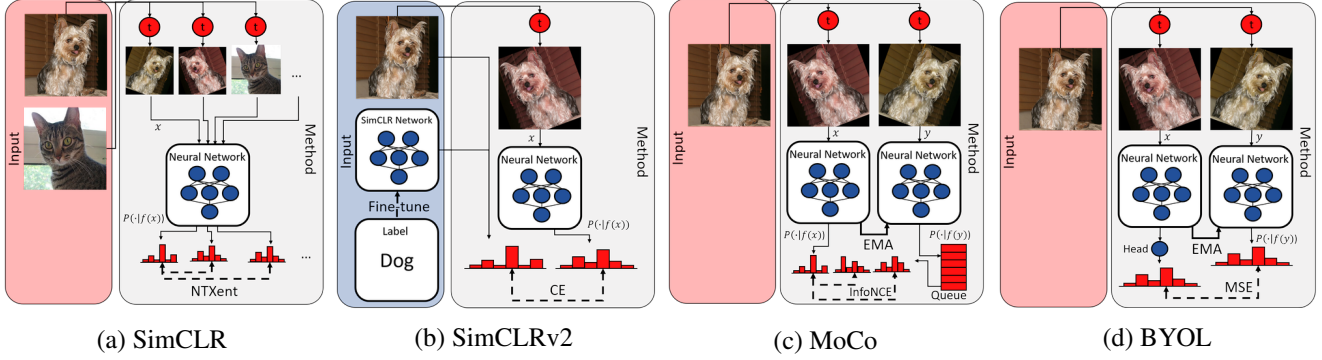 Input
t
t
t
...
x
Method
Neural Network
P(·|f(x))
...
NTXent
(a) SimCLR
Input
SimCLR Network
Fine-tune
Label
Dog
t
x
Method
Neural Network
P(·|f(x))
CE
(b) SimCLRv2
Input
t
t
x
y
Method
Neural Network
Neural Network
P(·|f(x))
EMA
P(·|f(y))
InfoNCE
Queue
(c) MoCo
Input
t
t
x
y
Method
Neural Network
Neural Network
Head
EMA
P(·|f(y))
MSE
(d) BYOL